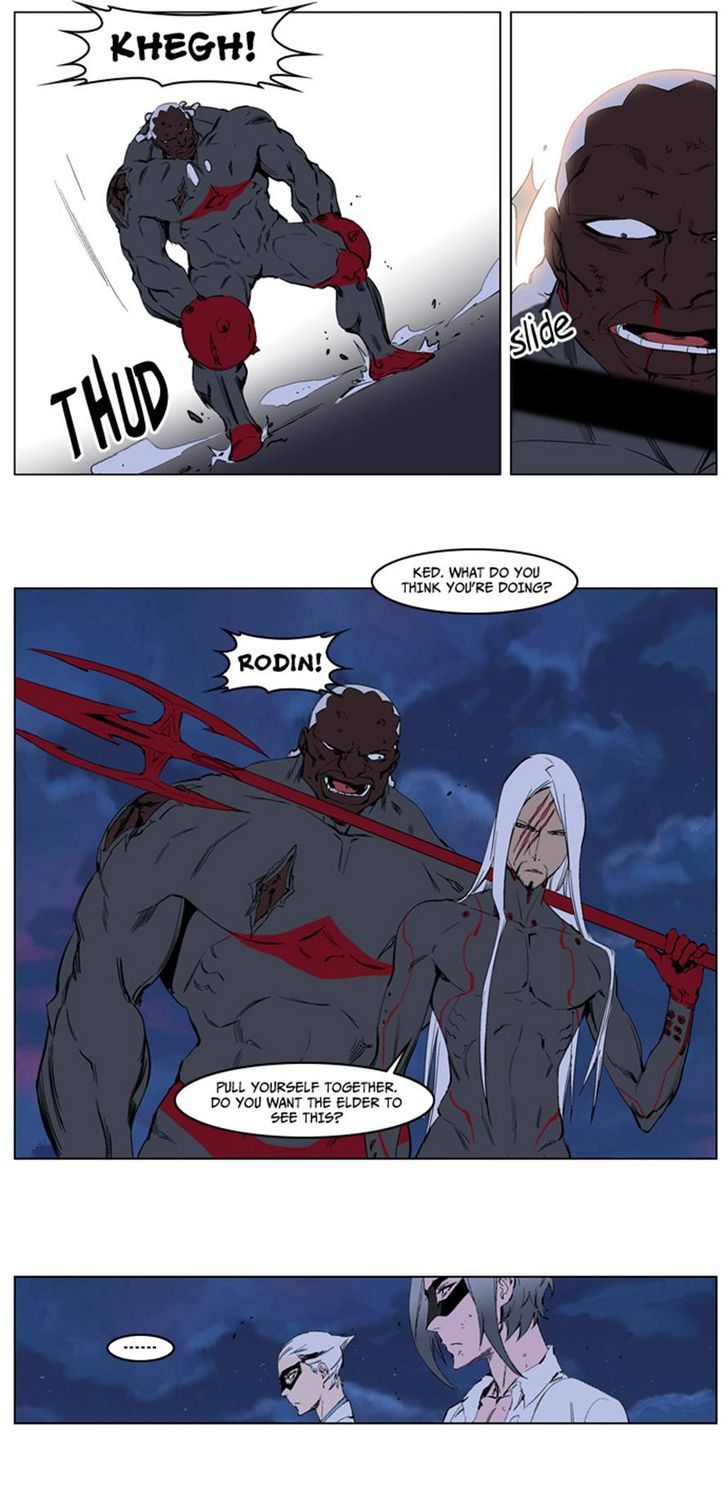 KHEGH!
THUD
slide
KED. WHAT DO YOU
THINK YOU'RE DOING?
RODIN!
PULL YOURSELF TOGETHER.
DO YOU WANT THE ELDER TO
SEE THIS?
------